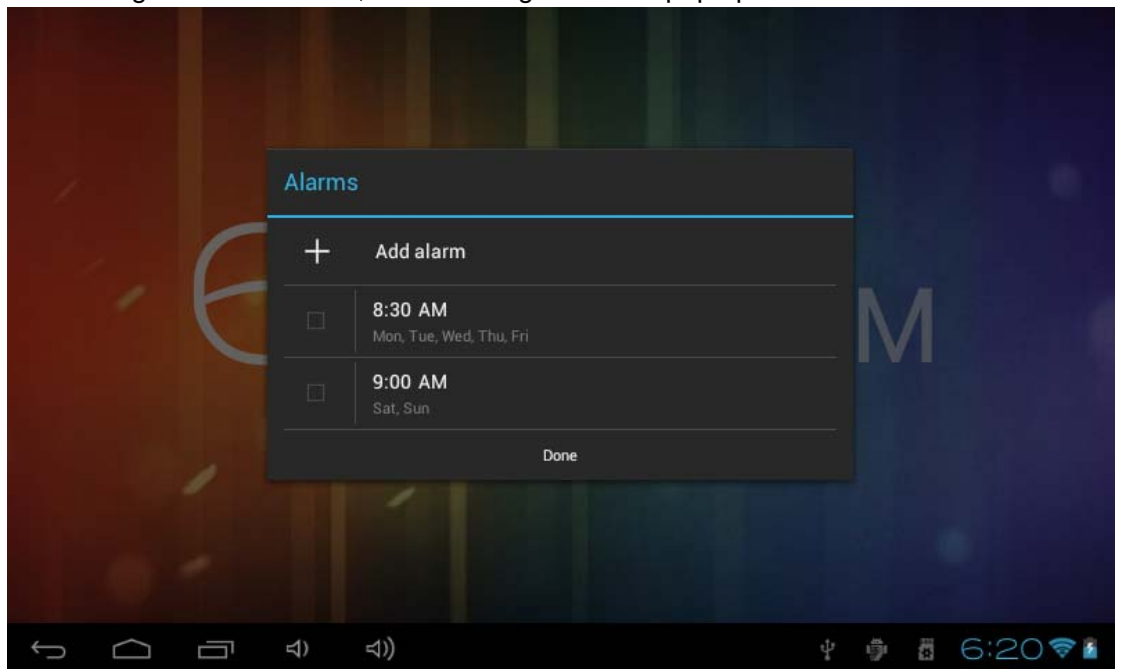 Alarms
Add alarm
8:30 AM
Mon, Tue, Wed, Thu, Fri
9:00 AM
Sat, Sun
Done
M
6:20